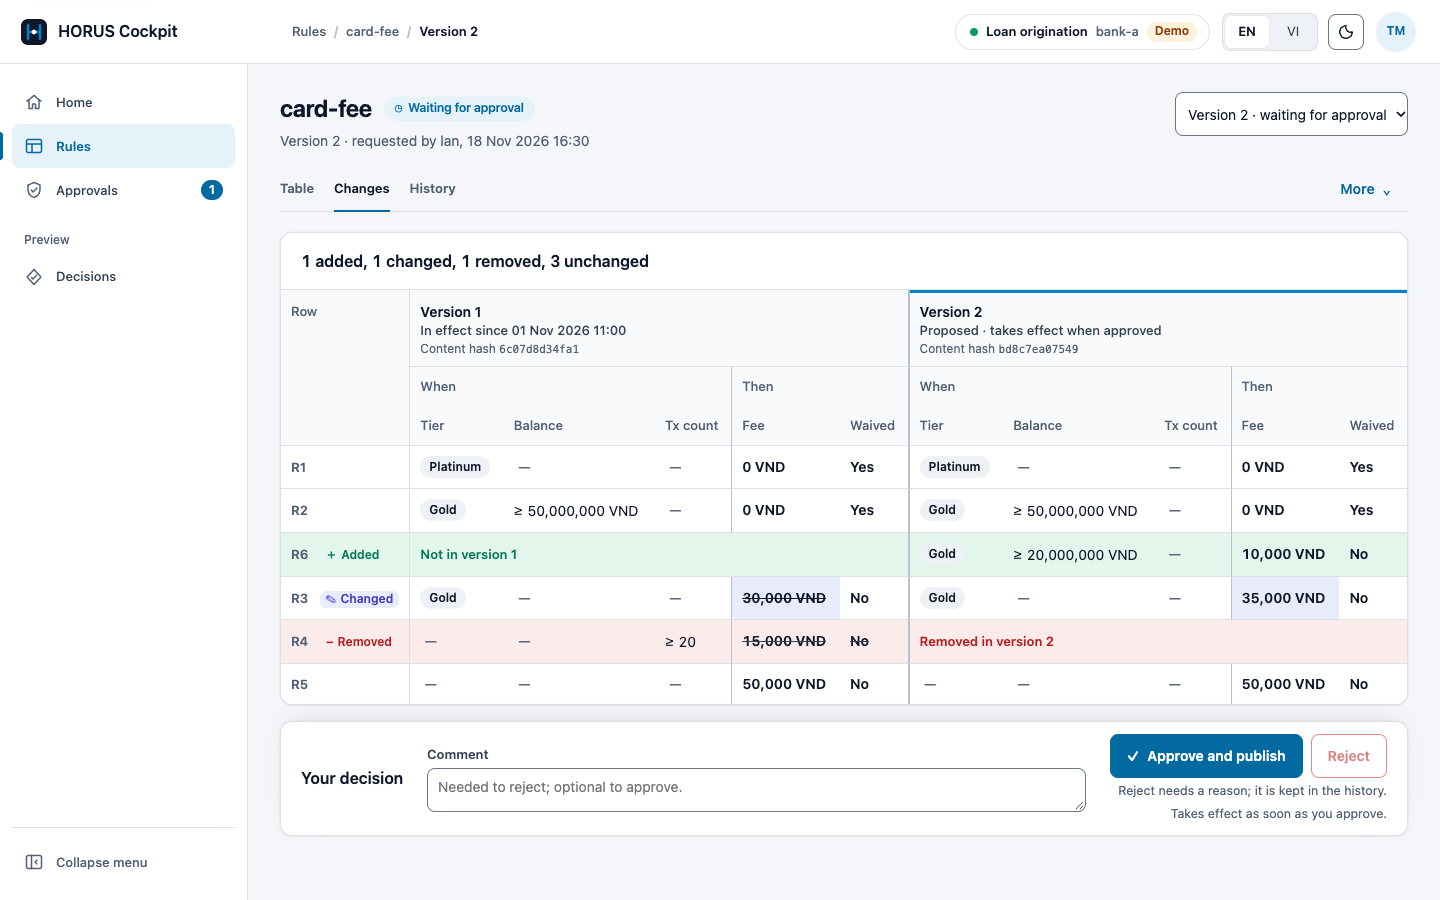 HORUS Cockpit
Rules / card-fee / Version 2
Loan origination bank-a Demo
EN VI
TM
Home
Rules
Approvals 1
Preview
Decisions
Collapse menu
card-fee Waiting for approval
Version 2 · waiting for approval
Version 2 · requested by lan, 18 Nov 2026 16:30
Table Changes History
More
1 added, 1 changed, 1 removed, 3 unchanged
Row
Version 1
In effect since 01 Nov 2026 11:00
Content hash 6c07d8d34fa1
Version 2
Proposed · takes effect when approved
Content hash bd8c7ea07549
When Then When Then
Tier Balance Tx count Fee Waived Tier Balance Tx count Fee Waived
R1 Platinum — — 0 VND Yes Platinum — — 0 VND Yes
R2 Gold ≥ 50,000,000 VND — 0 VND Yes Gold ≥ 50,000,000 VND — 0 VND Yes
R6 + Added Not in version 1 Gold ≥ 20,000,000 VND — 10,000 VND No
R3 ✎ Changed Gold — — 30,000 VND No Gold — — 35,000 VND No
R4 − Removed — — ≥ 20 15,000 VND No Removed in version 2
R5 — — — 50,000 VND No — — — 50,000 VND No
Your decision
Comment
Needed to reject; optional to approve.
✓ Approve and publish
Reject
Reject needs a reason; it is kept in the history.
Takes effect as soon as you approve.